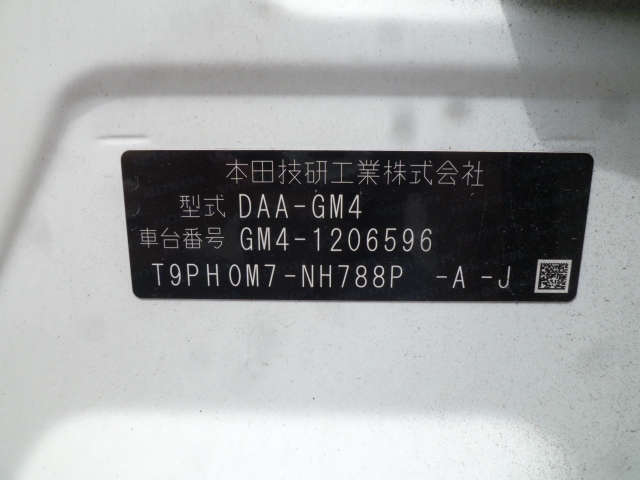 本田技研工業株式会社
型式 DAA-GM4
車台番号 GM4-1206596
T9PH0M7-NH788P -A -J